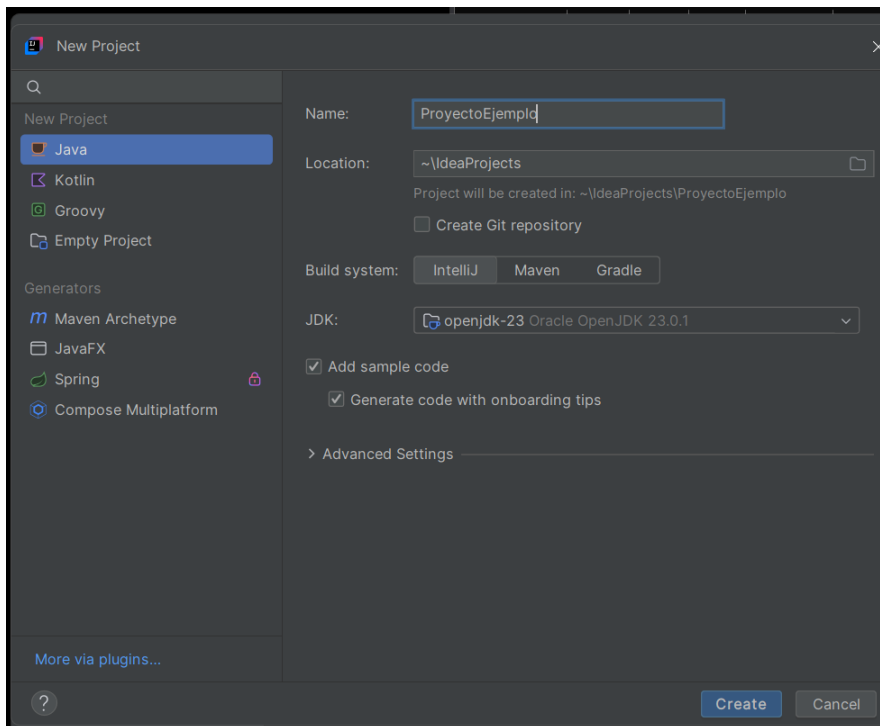 New Project
New Project
Java
Kotlin
Groovy
Empty Project
Generators
Maven Archetype
JavaFX
Spring
Compose Multiplatform
More via plugins...
?
Name: ProyectoEjemplo
Location: ~\IdeaProjects
Project will be created in: ~\IdeaProjects\ProyectoEjemplo
Create Git repository
Build system: IntelliJ Maven Gradle
JDK: openjdk-23 Oracle OpenJDK 23.0.1
Add sample code
Generate code with onboarding tips
Advanced Settings
Create Cancel